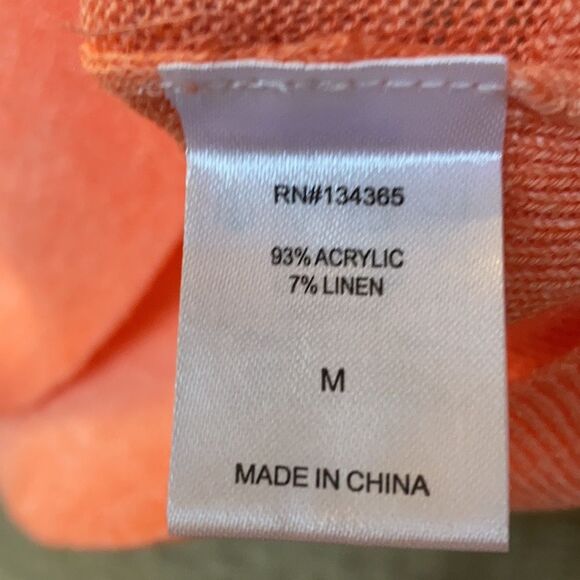 RN#134365
93% ACRYLIC
7% LINEN
M
MADE IN CHINA